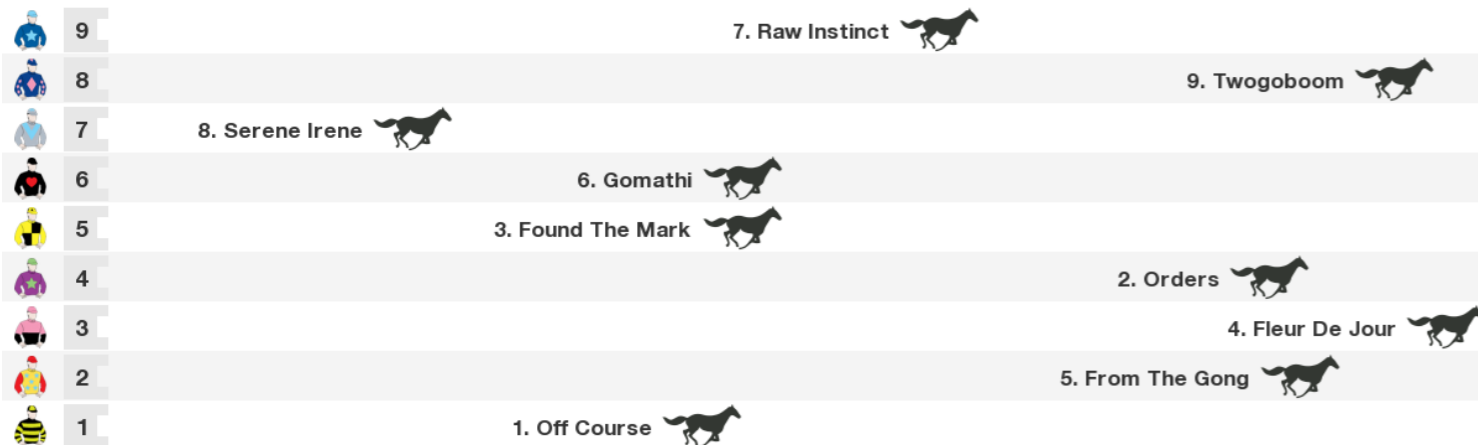 9 7. Raw Instinct
8 9. Twogoboom
7 8. Serene Irene
6 6. Gomathi
5 3. Found The Mark
4 2. Orders
3 4. Fleur De Jour
2 5. From The Gong
1 1. Off Course